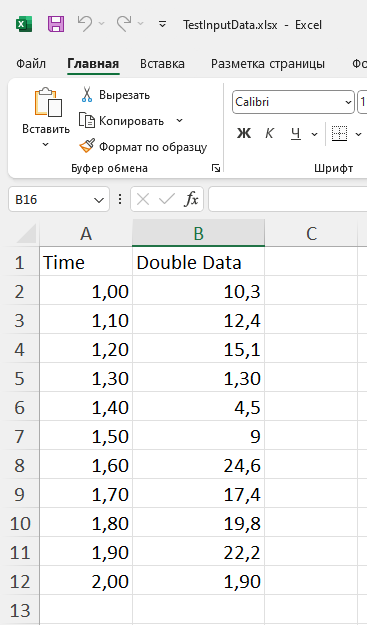 TestInputData.xlsx - Excel
Файл Главная Вставка Разметка страницы Фо
Вставить
Вырезать
Копировать
Формат по образцу
Буфер обмена
Calibri 1
Ж К Ч
Шрифт
B16 fx
A B C
1 Time Double Data
2 1,00 10,3
3 1,10 12,4
4 1,20 15,1
5 1,30 1,30
6 1,40 4,5
7 1,50 9
8 1,60 24,6
9 1,70 17,4
10 1,80 19,8
11 1,90 22,2
12 2,00 1,90
13